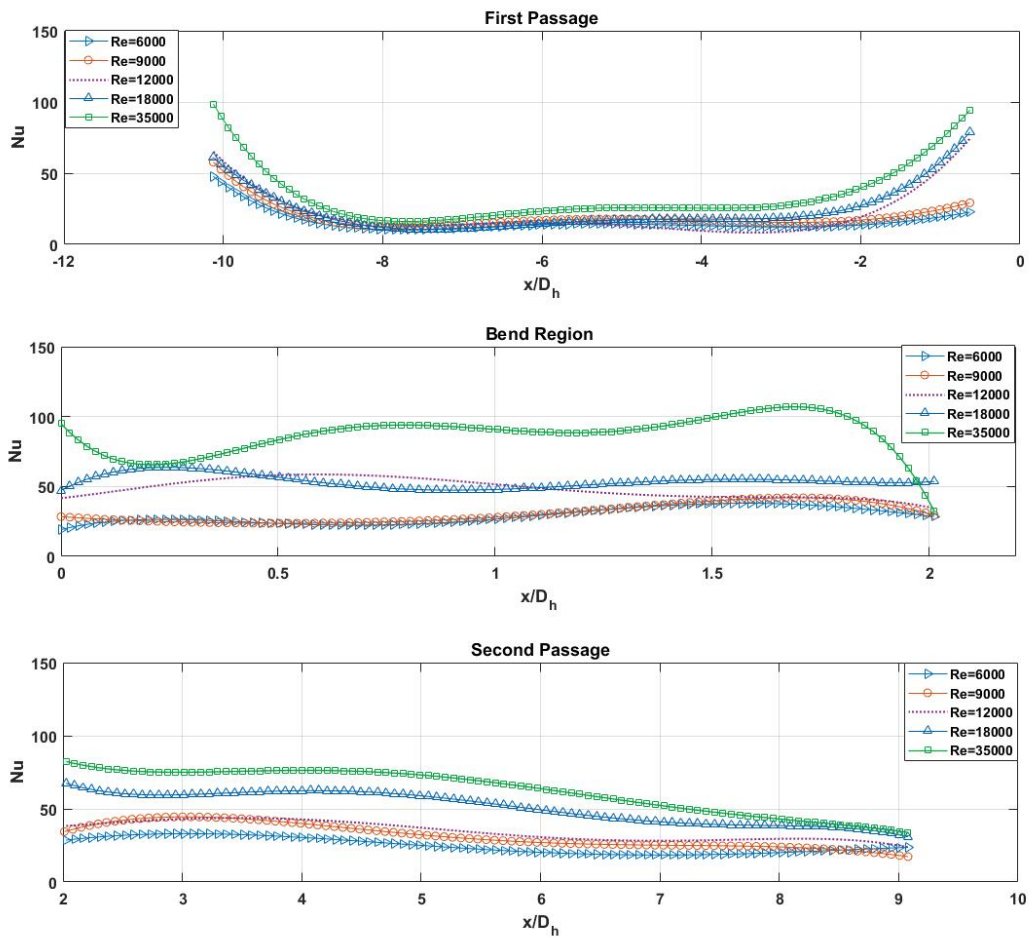 First Passage
150
100
50
0
Nu
Re=6000
Re=9000
Re=12000
Re=18000
Re=35000
-12 -10 -8 -6 -4 -2 0
x/D_h
Bend Region
150
100
50
0
Nu
Re=6000
Re=9000
Re=12000
Re=18000
Re=35000
0 0.5 1 1.5 2
x/D_h
Second Passage
150
100
50
0
Nu
Re=6000
Re=9000
Re=12000
Re=18000
Re=35000
2 3 4 5 6 7 8 9 10
x/D_h